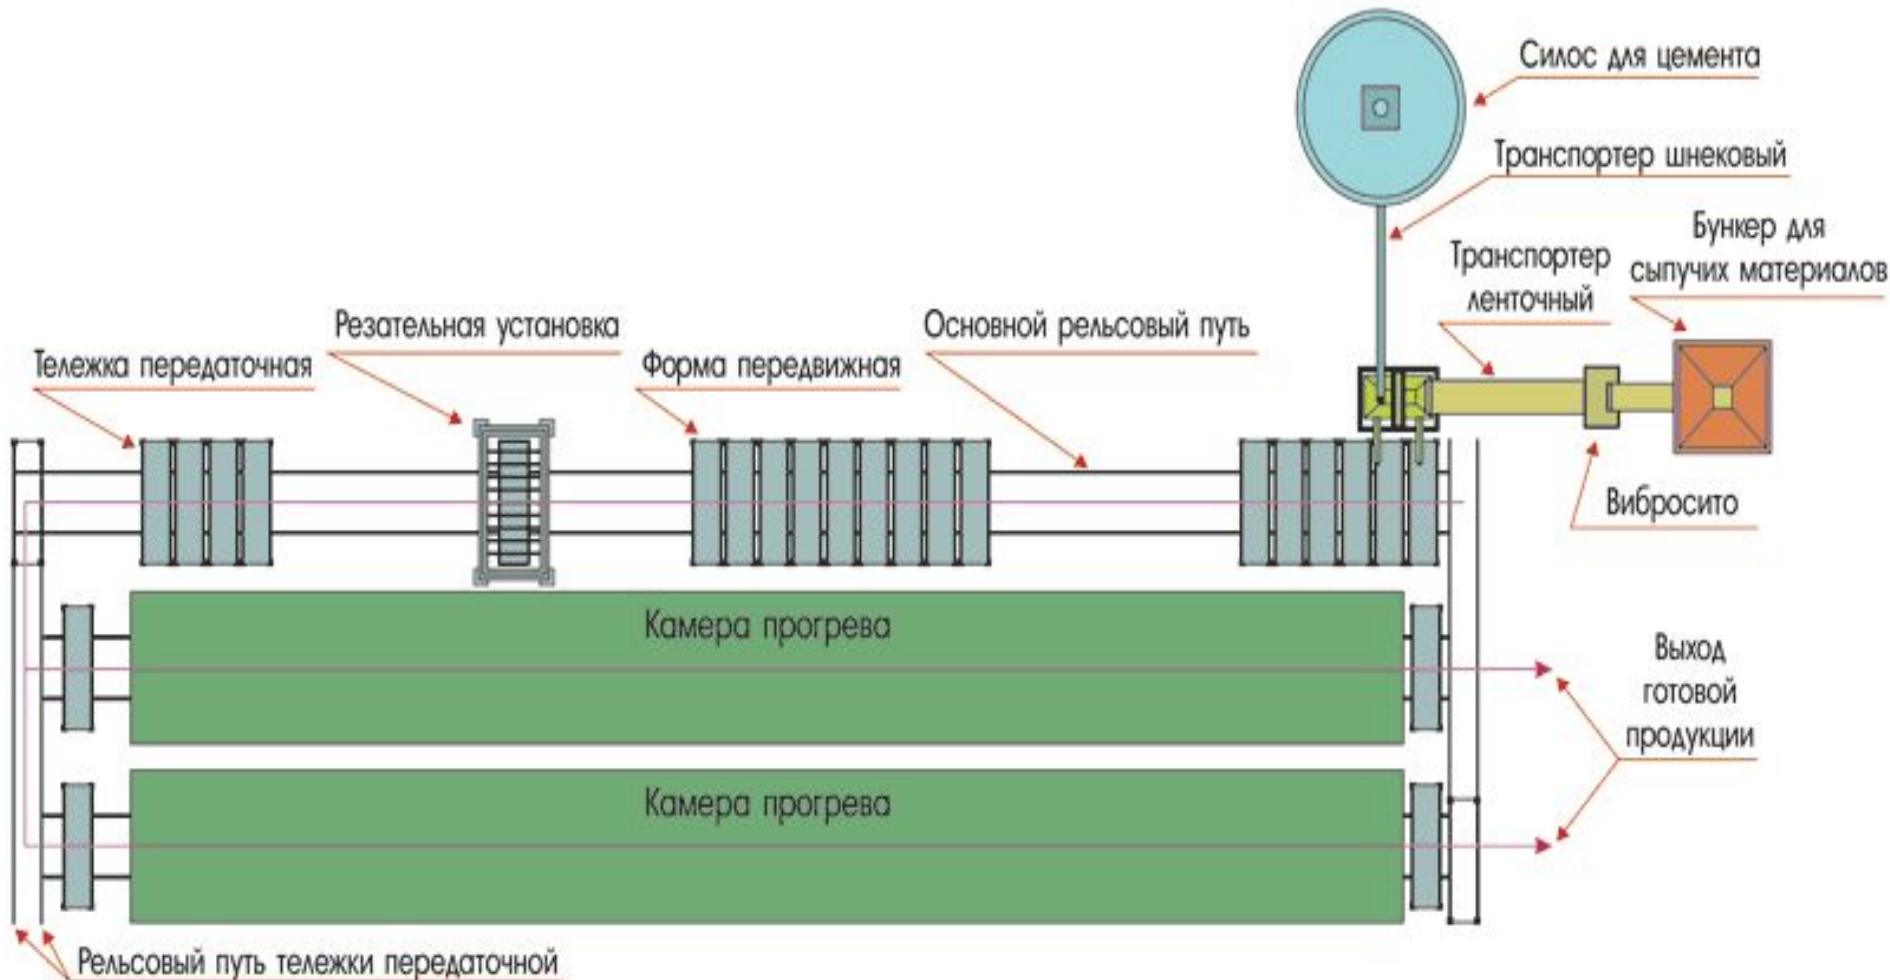 Силос для цемента
Транспортер шнековый
Бункер для
сыпучих материалов
Транспортер
ленточный
Резательная установка
Основной рельсовый путь
Тележка передаточная
Форма передвижная
Вибросито
Камера прогрева
Выход
готовой
продукции
Камера прогрева
Рельсовый путь тележки передаточной